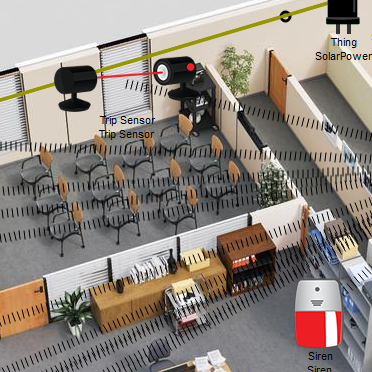 Thing
SolarPower
Trip Sensor
Trip Sensor
Siren
Siren